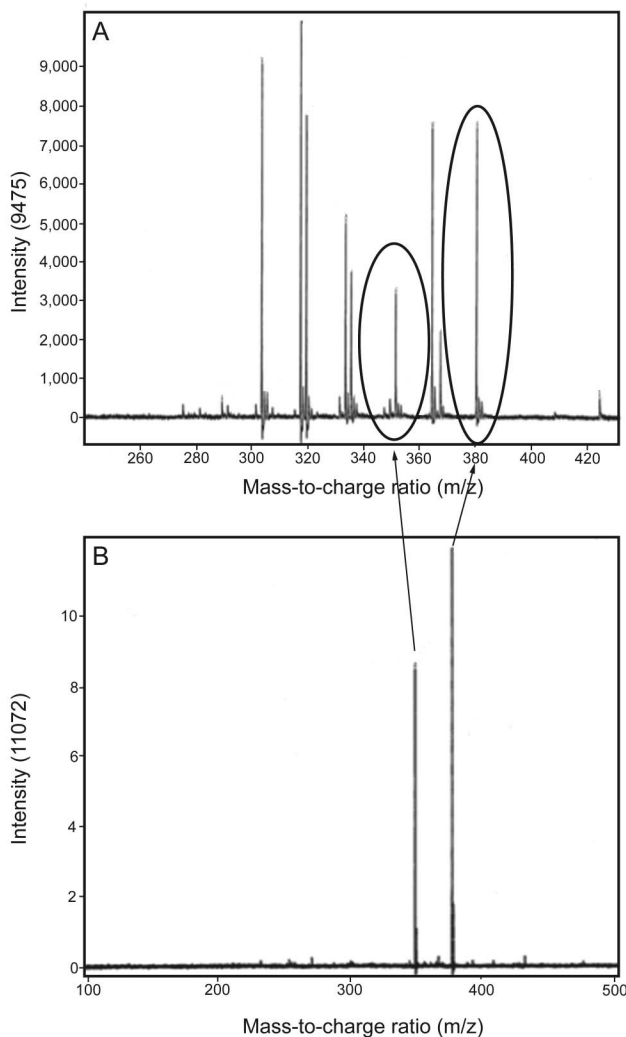 A
Intensity (9475)
9,000
8,000
7,000
6,000
5,000
4,000
3,000
2,000
1,000
0
260 280 300 320 340 360 380 400 420
Mass-to-charge ratio (m/z)
B
Intensity (11072)
10
8
6
4
2
0
100 200 300 400 500
Mass-to-charge ratio (m/z)